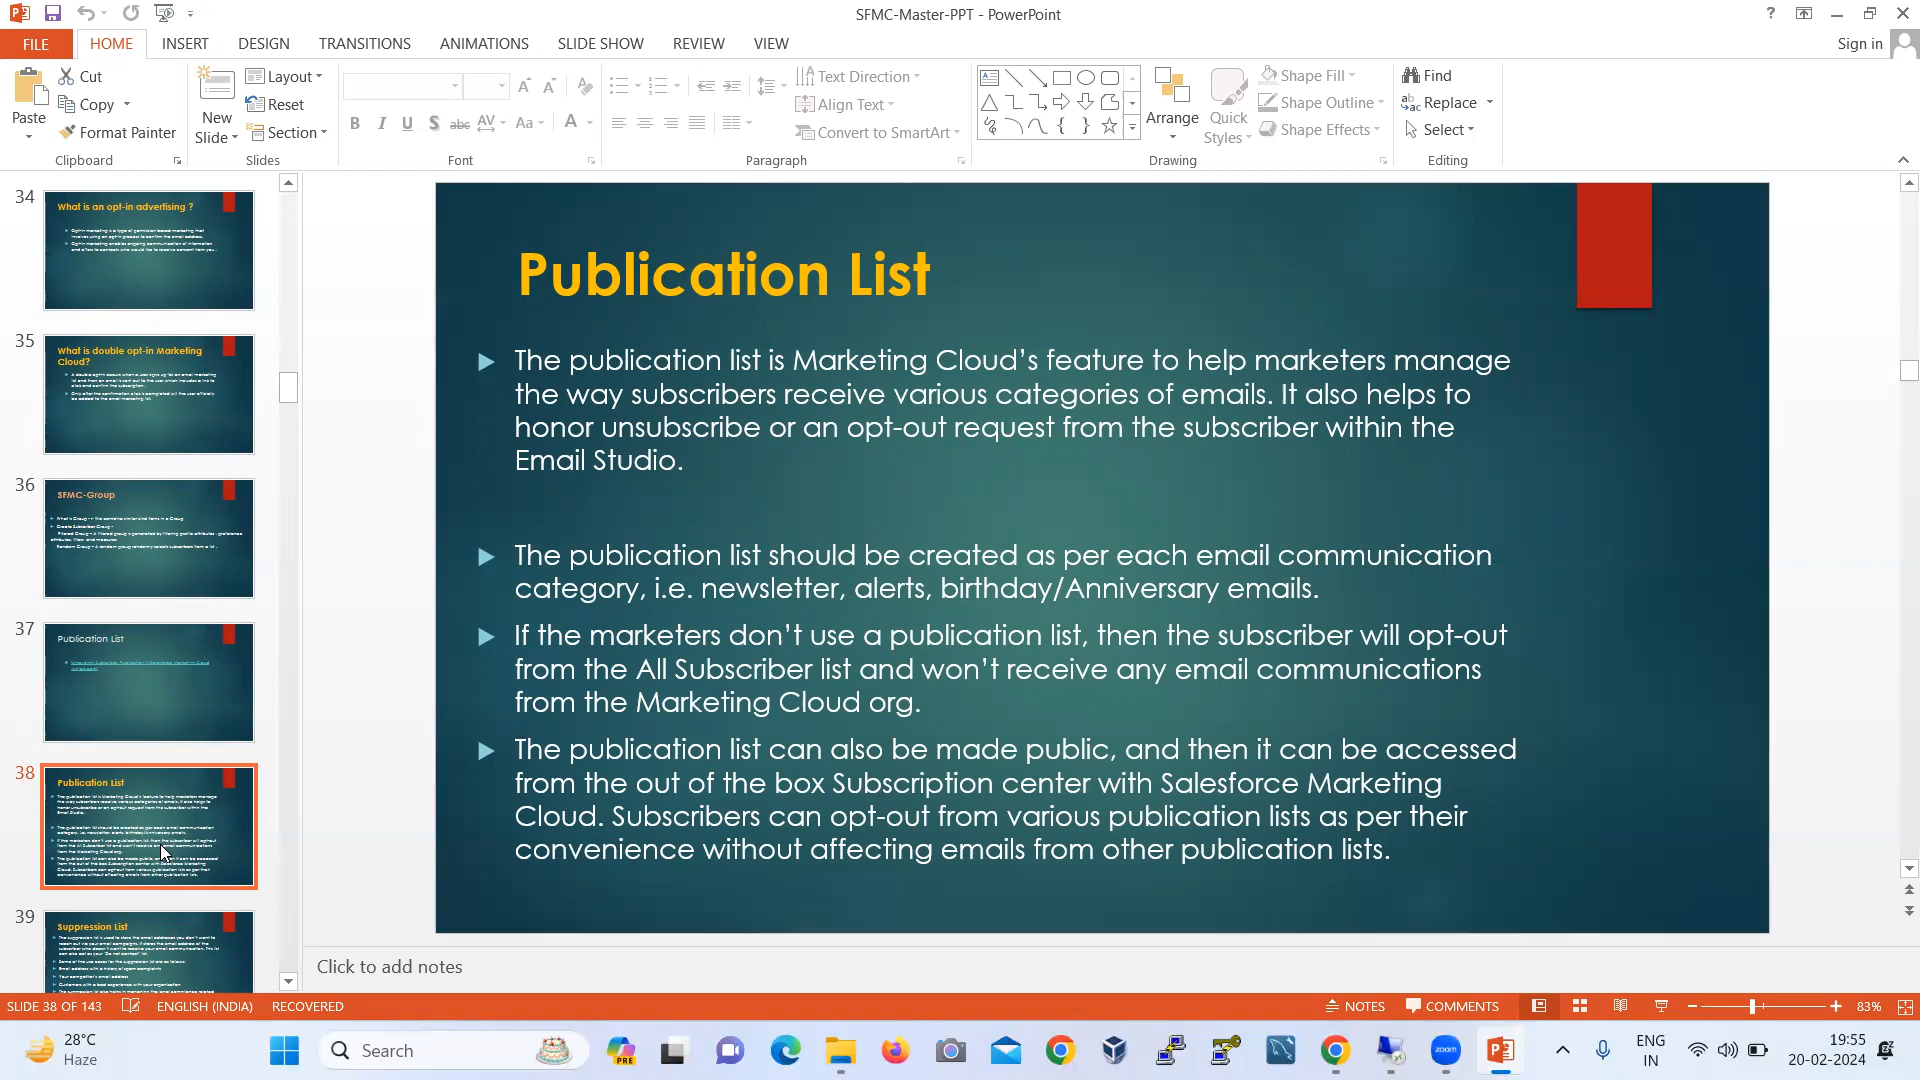 SFMC-Master-PPT - PowerPoint
?
FILE
HOME
INSERT
DESIGN
TRANSITIONS
ANIMATIONS
SLIDE SHOW
REVIEW
VIEW
Sign in
Paste
Cut
Copy
Format Painter
Clipboard
New
Slide
Layout
Reset
Section
Slides
B I U S abc AV Aa A
Font
Text Direction
Align Text
Convert to SmartArt
Paragraph
Arrange
Quick
Styles
Shape Fill
Shape Outline
Shape Effects
Drawing
Find
Replace
Select
Editing
34
What is an opt-in advertising ?
35
What is double opt-in Marketing
Cloud?
36
SFMC-Group
37
Publication List
38
Publication List
39
Suppression List
Publication List
The publication list is Marketing Cloud’s feature to help marketers manage
the way subscribers receive various categories of emails. It also helps to
honor unsubscribe or an opt-out request from the subscriber within the
Email Studio.
The publication list should be created as per each email communication
category, i.e. newsletter, alerts, birthday/Anniversary emails.
If the marketers don’t use a publication list, then the subscriber will opt-out
from the All Subscriber list and won’t receive any email communications
from the Marketing Cloud org.
The publication list can also be made public, and then it can be accessed
from the out of the box Subscription center with Salesforce Marketing
Cloud. Subscribers can opt-out from various publication lists as per their
convenience without affecting emails from other publication lists.
Click to add notes
SLIDE 38 OF 143
ENGLISH (INDIA)
RECOVERED
NOTES
COMMENTS
83%
28°C
Haze
Search
PRE
zoom
ENG
IN
19:55
20-02-2024